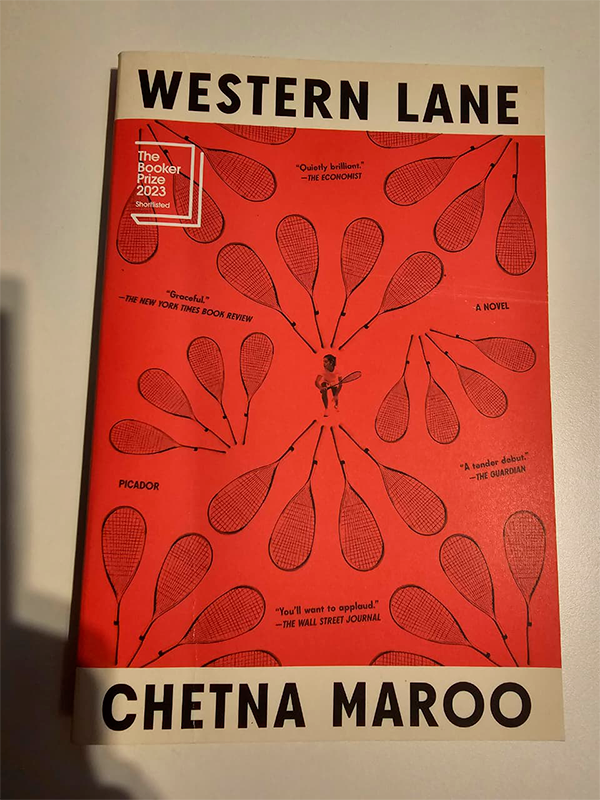 WESTERN LANE
The
Booker
Prize
2023
Shortlisted
“Quietly brilliant.”
—THE ECONOMIST
“Graceful.”
—THE NEW YORK TIMES BOOK REVIEW
A NOVEL
“A tender debut.”
—THE GUARDIAN
PICADOR
“You’ll want to applaud.”
—THE WALL STREET JOURNAL
CHETNA MAROO